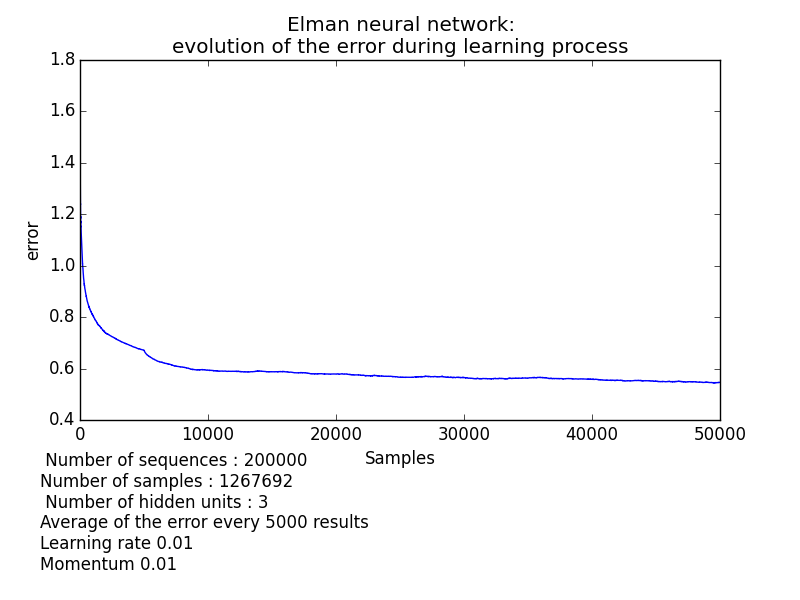 Elman neural network:
evolution of the error during learning process
1.8
1.6
1.4
1.2
1.0
0.8
0.6
0.4
error
0 10000 20000 30000 40000 50000
Samples
Number of sequences : 200000
Number of samples : 1267692
Number of hidden units : 3
Average of the error every 5000 results
Learning rate 0.01
Momentum 0.01